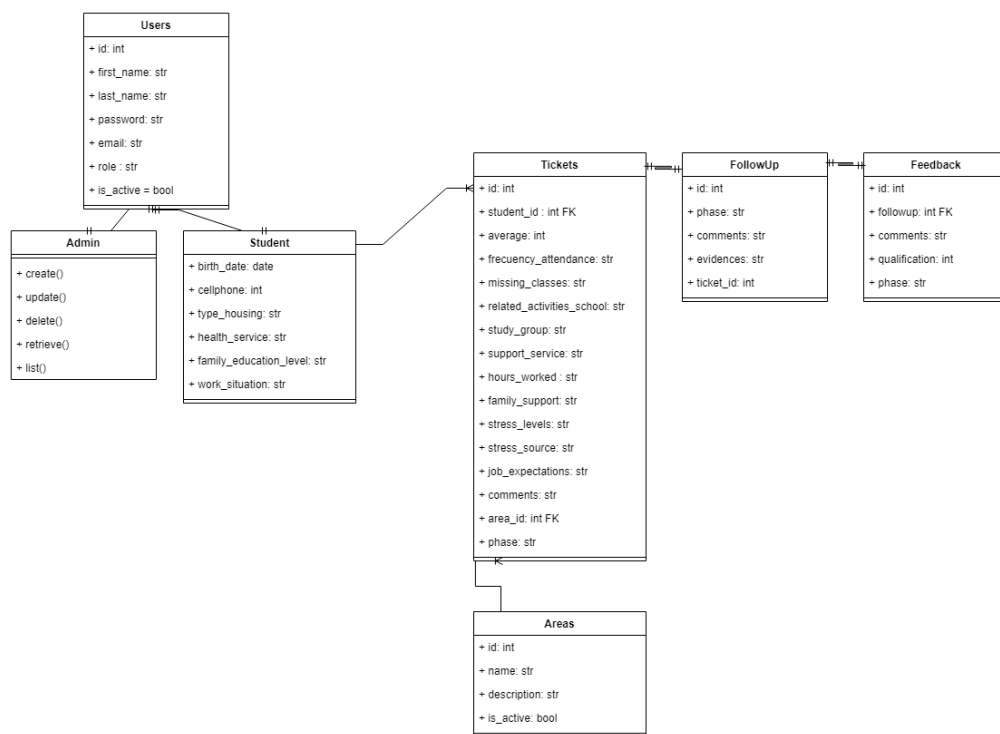 Users
+ id: int
+ first_name: str
+ last_name: str
+ password: str
+ email: str
+ role : str
+ is_active = bool
Admin
+ create()
+ update()
+ delete()
+ retrieve()
+ list()
Student
+ birth_date: date
+ cellphone: int
+ type_housing: str
+ health_service: str
+ family_education_level: str
+ work_situation: str
Tickets
+ id: int
+ student_id : int FK
+ average: int
+ frecuency_attendance: str
+ missing_classes: str
+ related_activities_school: str
+ study_group: str
+ support_service: str
+ hours_worked : str
+ family_support: str
+ stress_levels: str
+ stress_source: str
+ job_expectations: str
+ comments: str
+ area_id: int FK
+ phase: str
FollowUp
+ id: int
+ phase: str
+ comments: str
+ evidences: str
+ ticket_id: int
Feedback
+ id: int
+ followup: int FK
+ comments: str
+ qualification: int
+ phase: str
Areas
+ id: int
+ name: str
+ description: str
+ is_active: bool